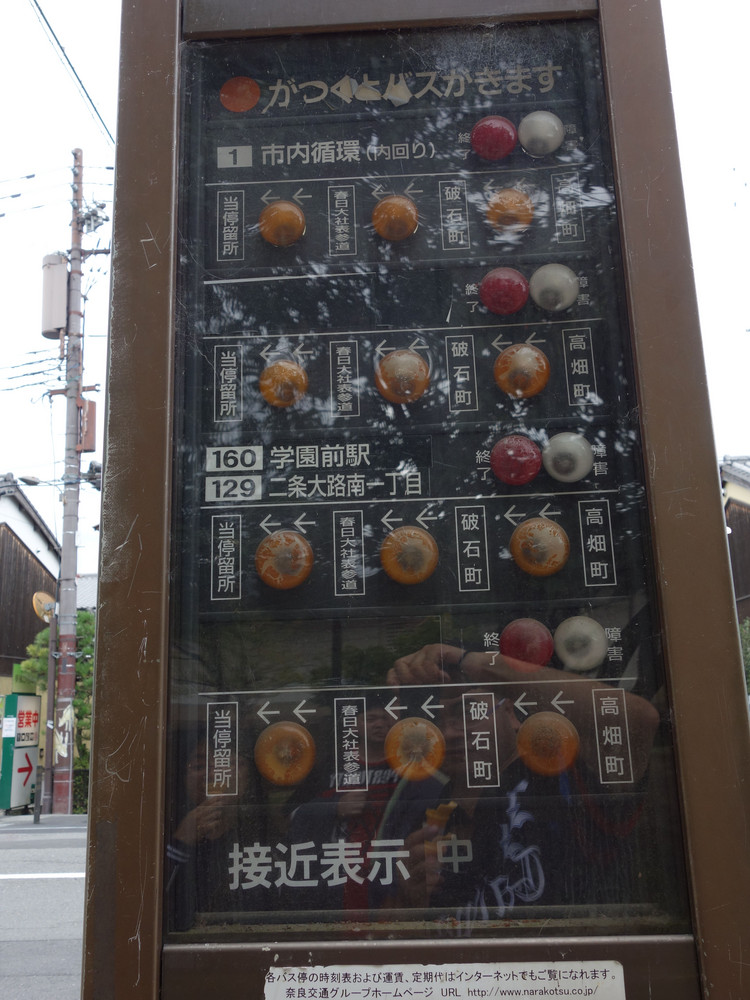 がつくとバスがきます
1 市内循環(内回り) 終了 障害
当停留所 ←← 春日大社表参道 ←← 破石町 ←← 高畑町
終了 障害
当停留所 ←← 春日大社表参道 ←← 破石町 ←← 高畑町
160 学園前駅
129 二条大路南一丁目 終了 障害
当停留所 ←← 春日大社表参道 ←← 破石町 ←← 高畑町
終了 障害
当停留所 ←← 春日大社表参道 ←← 破石町 ←← 高畑町
接近表示 中
各バス停の時刻表および運賃、定期代はインターネットでもご覧になれます。
奈良交通グループホームページ URL http://www.narakotsu.co.jp/
営業中